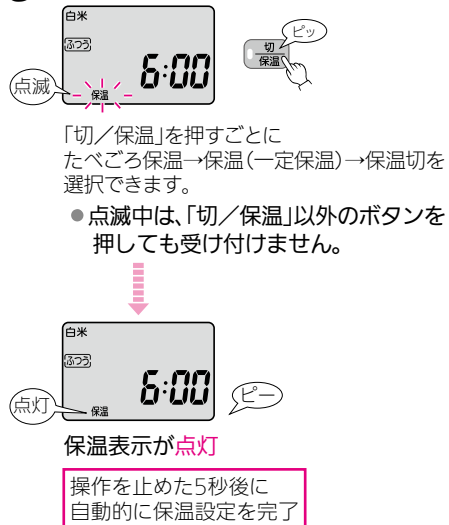 白米
ふつう
6:00
保温
点滅
切
保温
ピッ
「切／保温」を押すごとに
たべごろ保温→保温（一定保温）→保温切を
選択できます。
●点滅中は、「切／保温」以外のボタンを
押しても受け付けません。
白米
ふつう
6:00
保温
点灯
ピー
保温表示が点灯
操作を止めた5秒後に
自動的に保温設定を完了